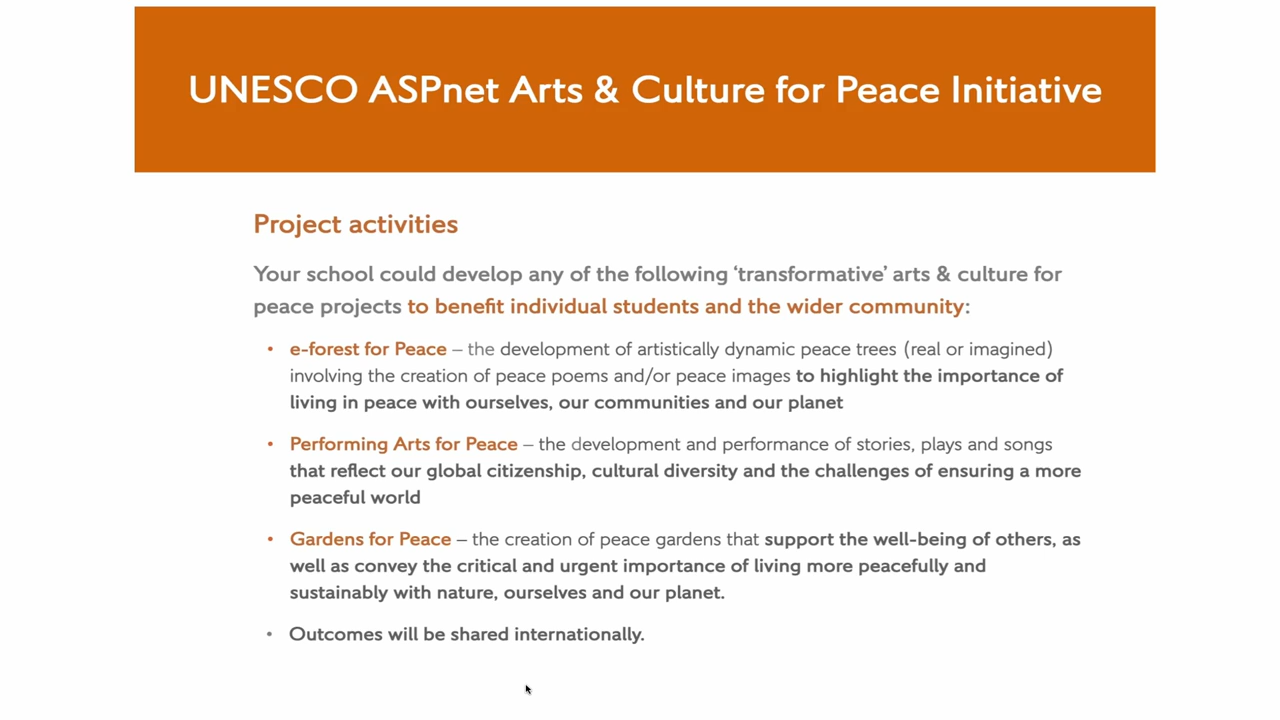 UNESCO ASPnet Arts & Culture for Peace Initiative
Project activities
Your school could develop any of the following ‘transformative’ arts & culture for
peace projects to benefit individual students and the wider community:
• e-forest for Peace – the development of artistically dynamic peace trees (real or imagined)
involving the creation of peace poems and/or peace images to highlight the importance of
living in peace with ourselves, our communities and our planet
• Performing Arts for Peace – the development and performance of stories, plays and songs
that reflect our global citizenship, cultural diversity and the challenges of ensuring a more
peaceful world
• Gardens for Peace – the creation of peace gardens that support the well-being of others, as
well as convey the critical and urgent importance of living more peacefully and
sustainably with nature, ourselves and our planet.
• Outcomes will be shared internationally.